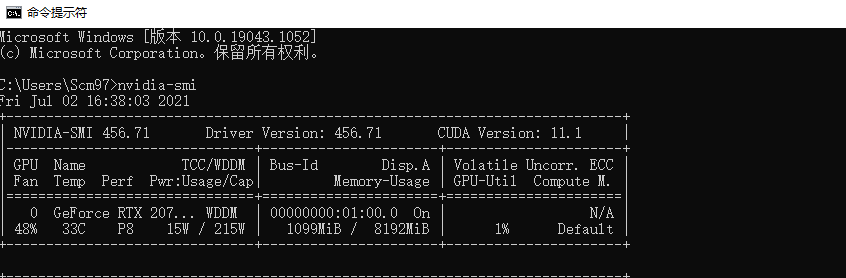 命令提示符
Microsoft Windows [版本 10.0.19043.1052]
(c) Microsoft Corporation。保留所有权利。
C:\Users\Scm97>nvidia-smi
Fri Jul 02 16:38:03 2021
+-----------------------------------------------------------------------------+
| NVIDIA-SMI 456.71       Driver Version: 456.71       CUDA Version: 11.1     |
|-------------------------------+----------------------+----------------------+
| GPU  Name            TCC/WDDM | Bus-Id        Disp.A | Volatile Uncorr. ECC |
| Fan  Temp  Perf  Pwr:Usage/Cap|         Memory-Usage | GPU-Util  Compute M. |
|===============================+======================+======================|
|   0  GeForce RTX 207... WDDM  | 00000000:01:00.0  On |                  N/A |
| 48%   33C    P8    15W / 215W |   1099MiB /  8192MiB |      1%      Default |
+-------------------------------+----------------------+----------------------+
+-----------------------------------------------------------------------------+